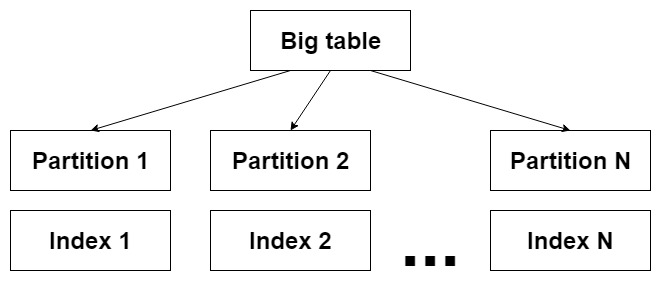 Big table
Partition 1
Partition 2
Partition N
Index 1
Index 2
...
Index N